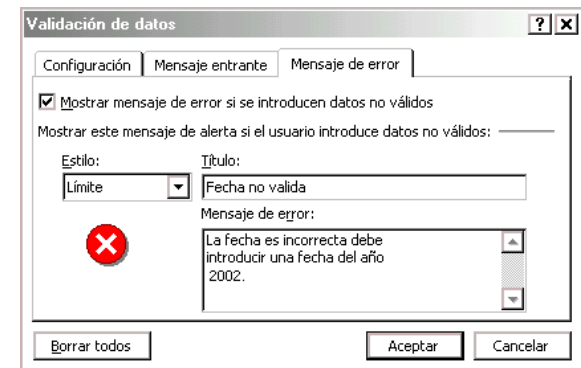 Validación de datos
Configuración Mensaje entrante Mensaje de error
Mostrar mensaje de error si se introducen datos no válidos
Mostrar este mensaje de alerta si el usuario introduce datos no válidos:
Estilo: Título:
Límite Fecha no valida
Mensaje de error:
La fecha es incorrecta debe
introducir una fecha del año
2002.
Borrar todos Aceptar Cancelar